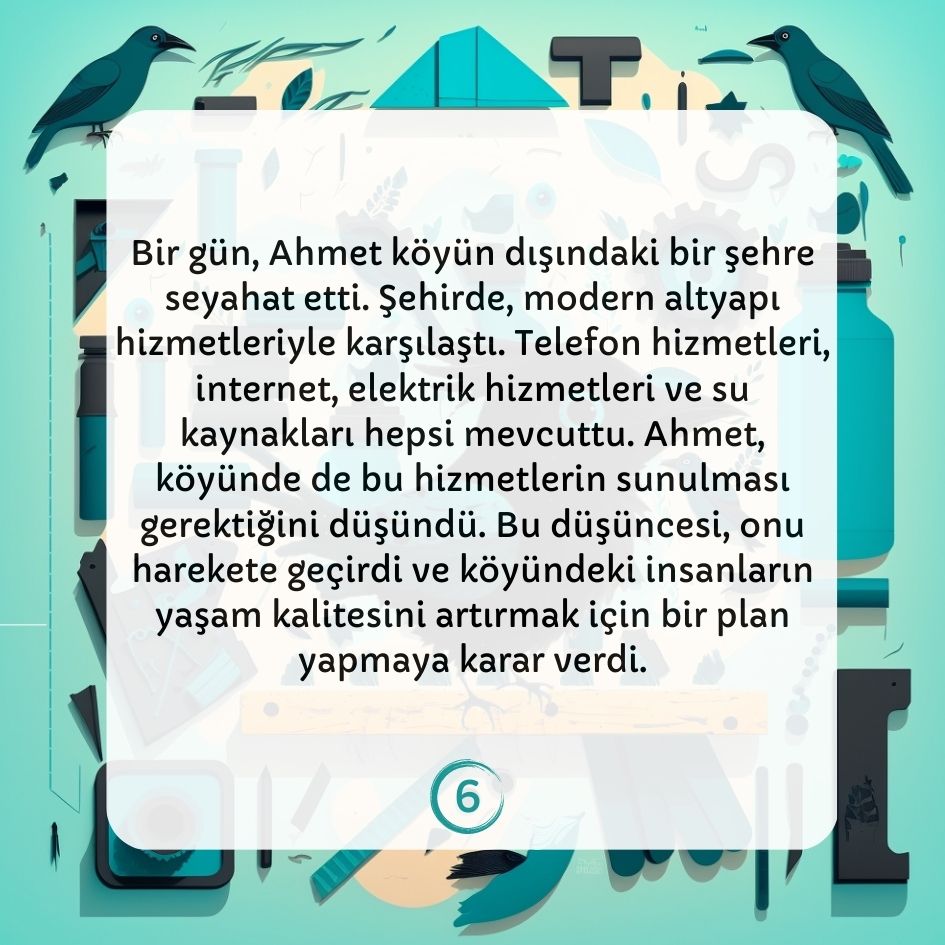 Bir gün, Ahmet köyün dışındaki bir şehre
seyahat etti. Şehirde, modern altyapı
hizmetleriyle karşılaştı. Telefon hizmetleri,
internet, elektrik hizmetleri ve su
kaynakları hepsi mevcuttu. Ahmet,
köyünde de bu hizmetlerin sunulması
gerektiğini düşündü. Bu düşüncesi, onu
harekete geçirdi ve köyündeki insanların
yaşam kalitesini artırmak için bir plan
yapmaya karar verdi.
6